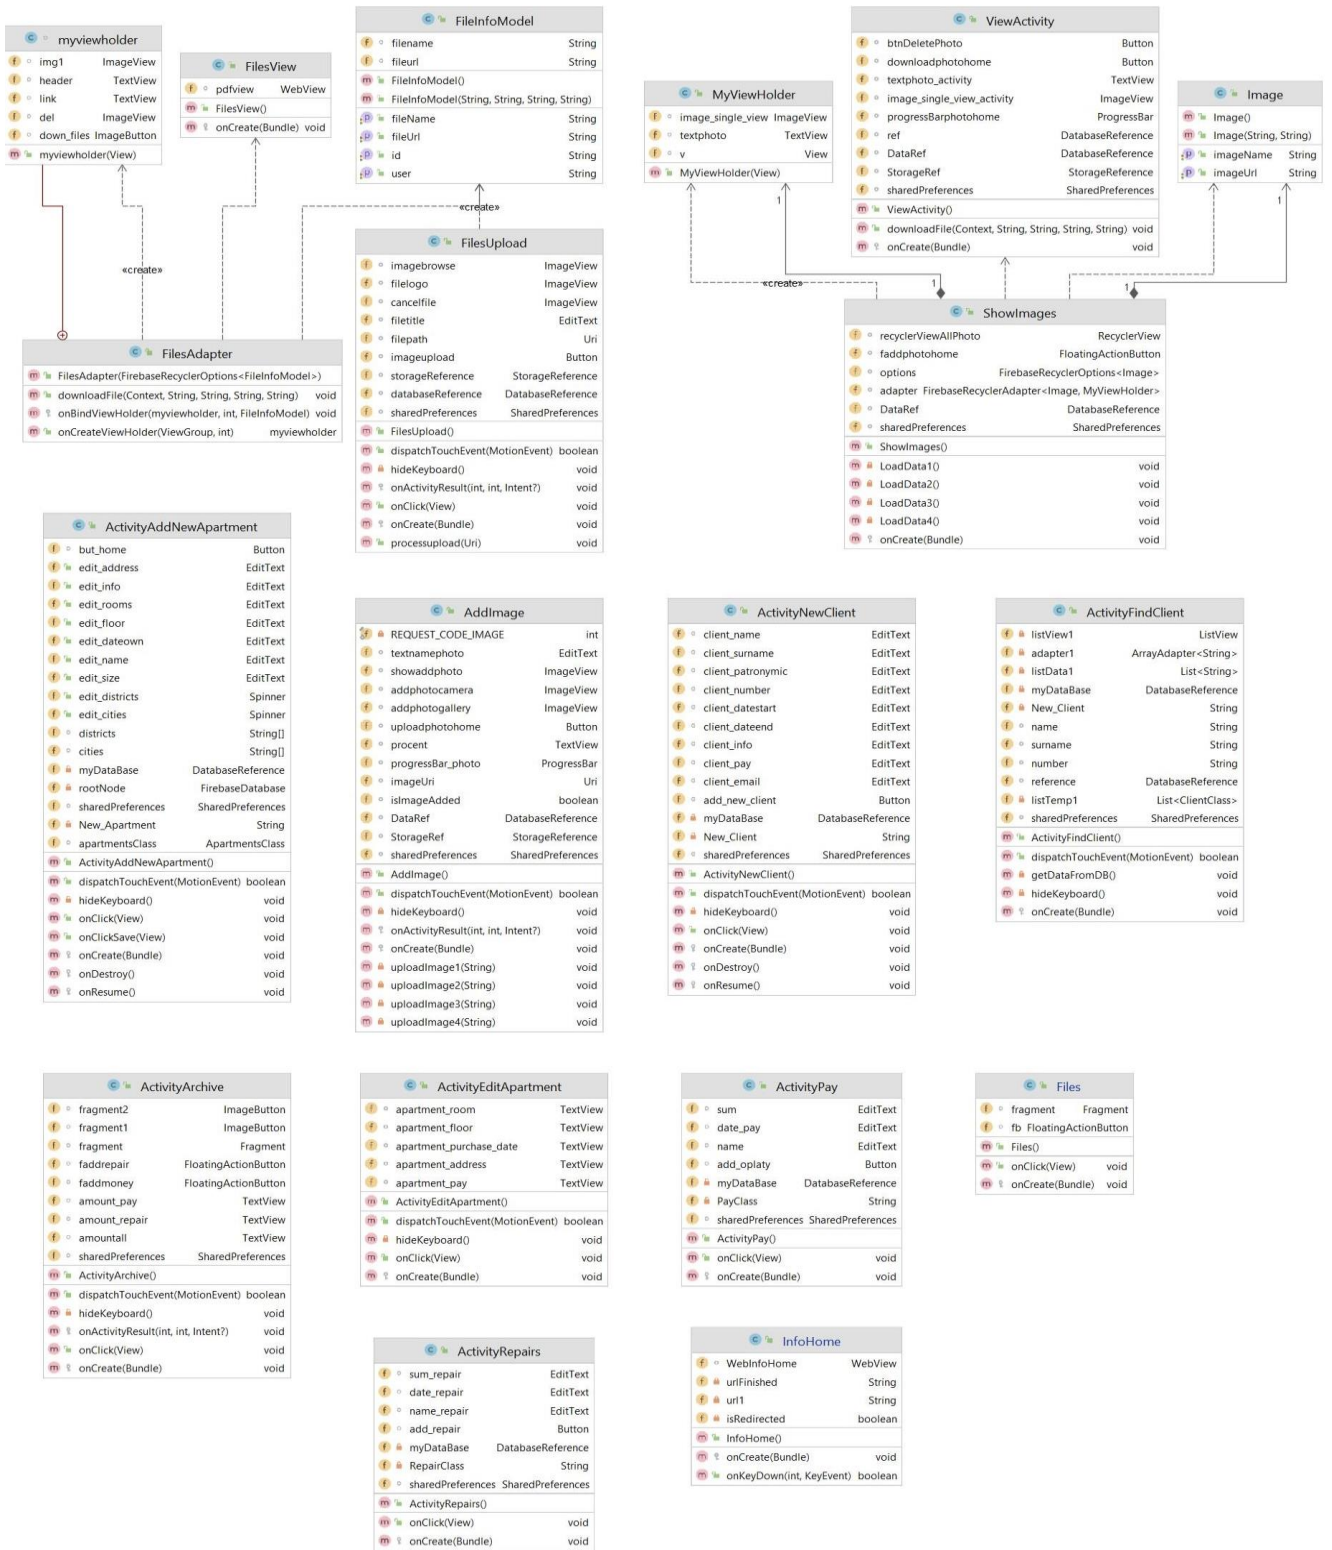 myviewholder
img1 ImageView
header TextView
link TextView
del ImageView
down_files ImageButton
myviewholder(View)
FilesView
pdfview WebView
FilesView()
onCreate(Bundle) void
FileInfoModel
filename String
fileurl String
FileInfoModel()
FileInfoModel(String, String, String, String)
fileName String
fileUrl String
id String
user String
MyViewHolder
image_single_view ImageView
textphoto TextView
v View
MyViewHolder(View)
ViewActivity
btnDeletePhoto Button
downloadphotohome Button
textphoto_activity TextView
image_single_view_activity ImageView
progressBarphotohome ProgressBar
ref DatabaseReference
DataRef DatabaseReference
StorageRef StorageReference
sharedPreferences SharedPreferences
ViewActivity()
downloadFile(Context, String, String, String, String) void
onCreate(Bundle) void
Image
Image()
Image(String, String)
imageName String
imageUrl String
1
1
«create»
«create»
«create»
1
1
FilesAdapter
FilesAdapter(FirebaseRecyclerOptions<FileInfoModel>)
downloadFile(Context, String, String, String, String) void
onBindViewHolder(myviewholder, int, FileInfoModel) void
onCreateViewHolder(ViewGroup, int) myviewholder
FilesUpload
imagebrowse ImageView
filelogo ImageView
cancelfile ImageView
filetitle EditText
filepath Uri
imageupload Button
storageReference StorageReference
databaseReference DatabaseReference
sharedPreferences SharedPreferences
FilesUpload()
dispatchTouchEvent(MotionEvent) boolean
hideKeyboard() void
onActivityResult(int, int, Intent?) void
onClick(View) void
onCreate(Bundle) void
processupload(Uri) void
ShowImages
recyclerViewAllPhoto RecyclerView
faddphotohome FloatingActionButton
options FirebaseRecyclerOptions<Image>
adapter FirebaseRecyclerAdapter<Image, MyViewHolder>
DataRef DatabaseReference
sharedPreferences SharedPreferences
ShowImages()
LoadData1() void
LoadData2() void
LoadData3() void
LoadData4() void
onCreate(Bundle) void
ActivityAddNewApartment
but_home Button
edit_address EditText
edit_info EditText
edit_rooms EditText
edit_floor EditText
edit_dateown EditText
edit_name EditText
edit_size EditText
edit_districts Spinner
edit_cities Spinner
districts String[]
cities String[]
myDataBase DatabaseReference
rootNode FirebaseDatabase
sharedPreferences SharedPreferences
New_Apartment String
apartmentsClass ApartmentsClass
ActivityAddNewApartment()
dispatchTouchEvent(MotionEvent) boolean
hideKeyboard() void
onClick(View) void
onClickSave(View) void
onCreate(Bundle) void
onDestroy() void
onResume() void
AddImage
REQUEST_CODE_IMAGE int
textnamephoto EditText
showaddphoto ImageView
addphotocamera ImageView
addphotogallery ImageView
uploadphotohome Button
procent TextView
progressBar_photo ProgressBar
imageUri Uri
isImageAdded boolean
DataRef DatabaseReference
StorageRef StorageReference
sharedPreferences SharedPreferences
AddImage()
dispatchTouchEvent(MotionEvent) boolean
hideKeyboard() void
onActivityResult(int, int, Intent?) void
onCreate(Bundle) void
uploadImage1(String) void
uploadImage2(String) void
uploadImage3(String) void
uploadImage4(String) void
ActivityNewClient
client_name EditText
client_surname EditText
client_patronymic EditText
client_number EditText
client_datestart EditText
client_dateend EditText
client_info EditText
client_pay EditText
client_email EditText
add_new_client Button
myDataBase DatabaseReference
New_Client String
sharedPreferences SharedPreferences
ActivityNewClient()
dispatchTouchEvent(MotionEvent) boolean
hideKeyboard() void
onClick(View) void
onCreate(Bundle) void
onDestroy() void
onResume() void
ActivityFindClient
listView1 ListView
adapter1 ArrayAdapter<String>
listData1 List<String>
myDataBase DatabaseReference
New_Client String
name String
surname String
number String
reference DatabaseReference
listTemp1 List<ClientClass>
sharedPreferences SharedPreferences
ActivityFindClient()
dispatchTouchEvent(MotionEvent) boolean
getDataFromDB() void
hideKeyboard() void
onCreate(Bundle) void
ActivityArchive
fragment2 ImageButton
fragment1 ImageButton
fragment Fragment
faddrepair FloatingActionButton
faddmoney FloatingActionButton
amount_pay TextView
amount_repair TextView
amountall TextView
sharedPreferences SharedPreferences
ActivityArchive()
dispatchTouchEvent(MotionEvent) boolean
hideKeyboard() void
onActivityResult(int, int, Intent?) void
onClick(View) void
onCreate(Bundle) void
ActivityEditApartment
apartment_room TextView
apartment_floor TextView
apartment_purchase_date TextView
apartment_address TextView
apartment_pay TextView
ActivityEditApartment()
dispatchTouchEvent(MotionEvent) boolean
hideKeyboard() void
onClick(View) void
onCreate(Bundle) void
ActivityPay
sum EditText
date_pay EditText
name EditText
add_oplaty Button
myDataBase DatabaseReference
PayClass String
sharedPreferences SharedPreferences
ActivityPay()
onClick(View) void
onCreate(Bundle) void
Files
fragment Fragment
fb FloatingActionButton
Files()
onClick(View) void
onCreate(Bundle) void
ActivityRepairs
sum_repair EditText
date_repair EditText
name_repair EditText
add_repair Button
myDataBase DatabaseReference
RepairClass String
sharedPreferences SharedPreferences
ActivityRepairs()
onClick(View) void
onCreate(Bundle) void
InfoHome
WebInfoHome WebView
urlFinished String
url1 String
isRedirected boolean
InfoHome()
onCreate(Bundle) void
onKeyDown(int, KeyEvent) boolean